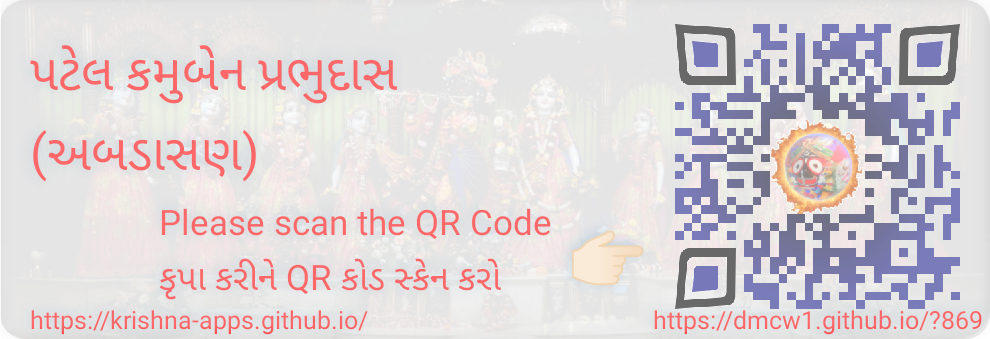 પટેલ કમુબેન પ્રભુદાસ
(અબડાસણ)
Please scan the QR Code
કૃપા કરીને QR કોડ સ્કેન કરો
https://krishna-apps.github.io/
https://dmcw1.github.io/?869